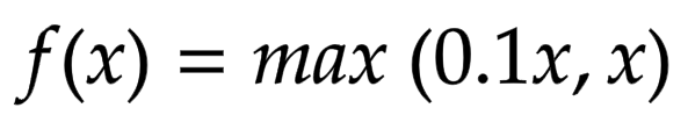 f(x) = max (0.1x, x)